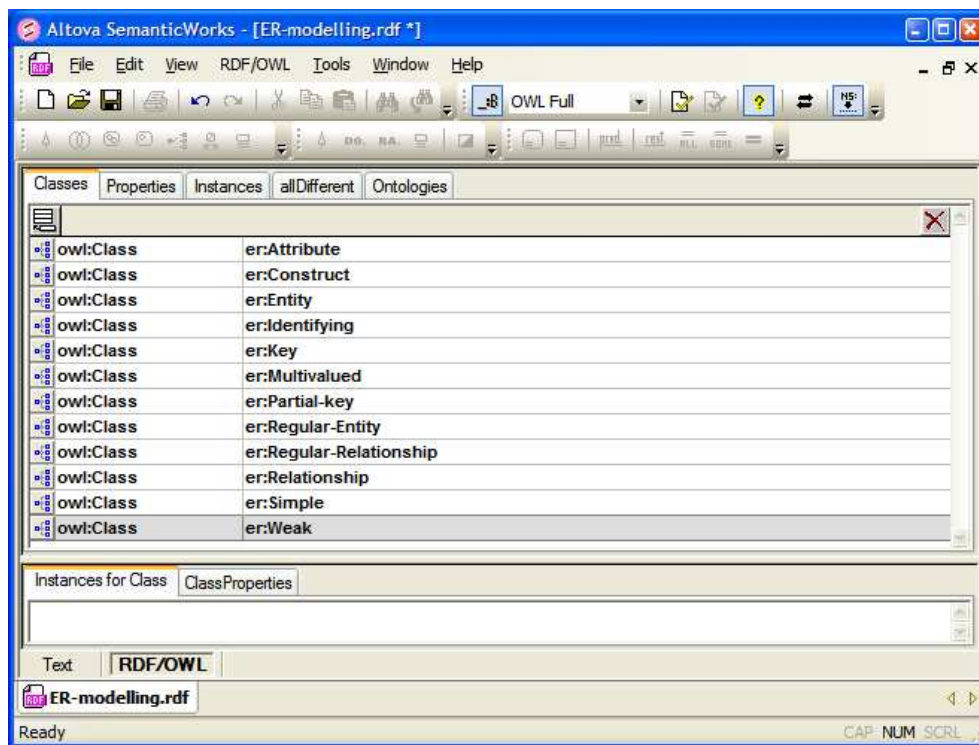 Altova SemanticWorks - [ER-modelling.rdf *]
File Edit View RDF/OWL Tools Window Help
_:B OWL Full ? NS:
DO. RA.
Classes Properties Instances allDifferent Ontologies
owl:Class er:Attribute
owl:Class er:Construct
owl:Class er:Entity
owl:Class er:Identifying
owl:Class er:Key
owl:Class er:Multivalued
owl:Class er:Partial-key
owl:Class er:Regular-Entity
owl:Class er:Regular-Relationship
owl:Class er:Relationship
owl:Class er:Simple
owl:Class er:Weak
Instances for Class ClassProperties
Text RDF/OWL
ER-modelling.rdf
Ready CAP NUM SCRL